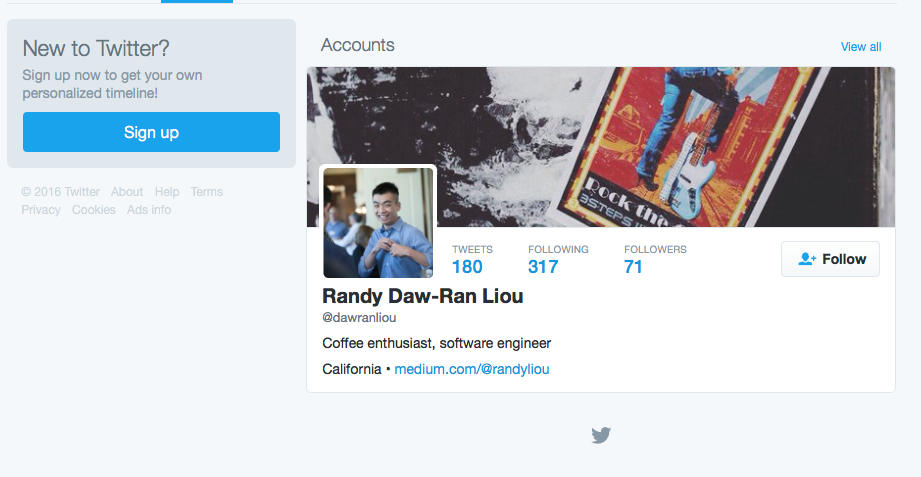 New to Twitter?
Sign up now to get your own
personalized timeline!
Sign up
© 2016 Twitter About Help Terms
Privacy Cookies Ads info
Accounts
View all
Rock the
3STEPS
TWEETS FOLLOWING FOLLOWERS
180 317 71
Follow
Randy Daw-Ran Liou
@dawranliou
Coffee enthusiast, software engineer
California • medium.com/@randyliou